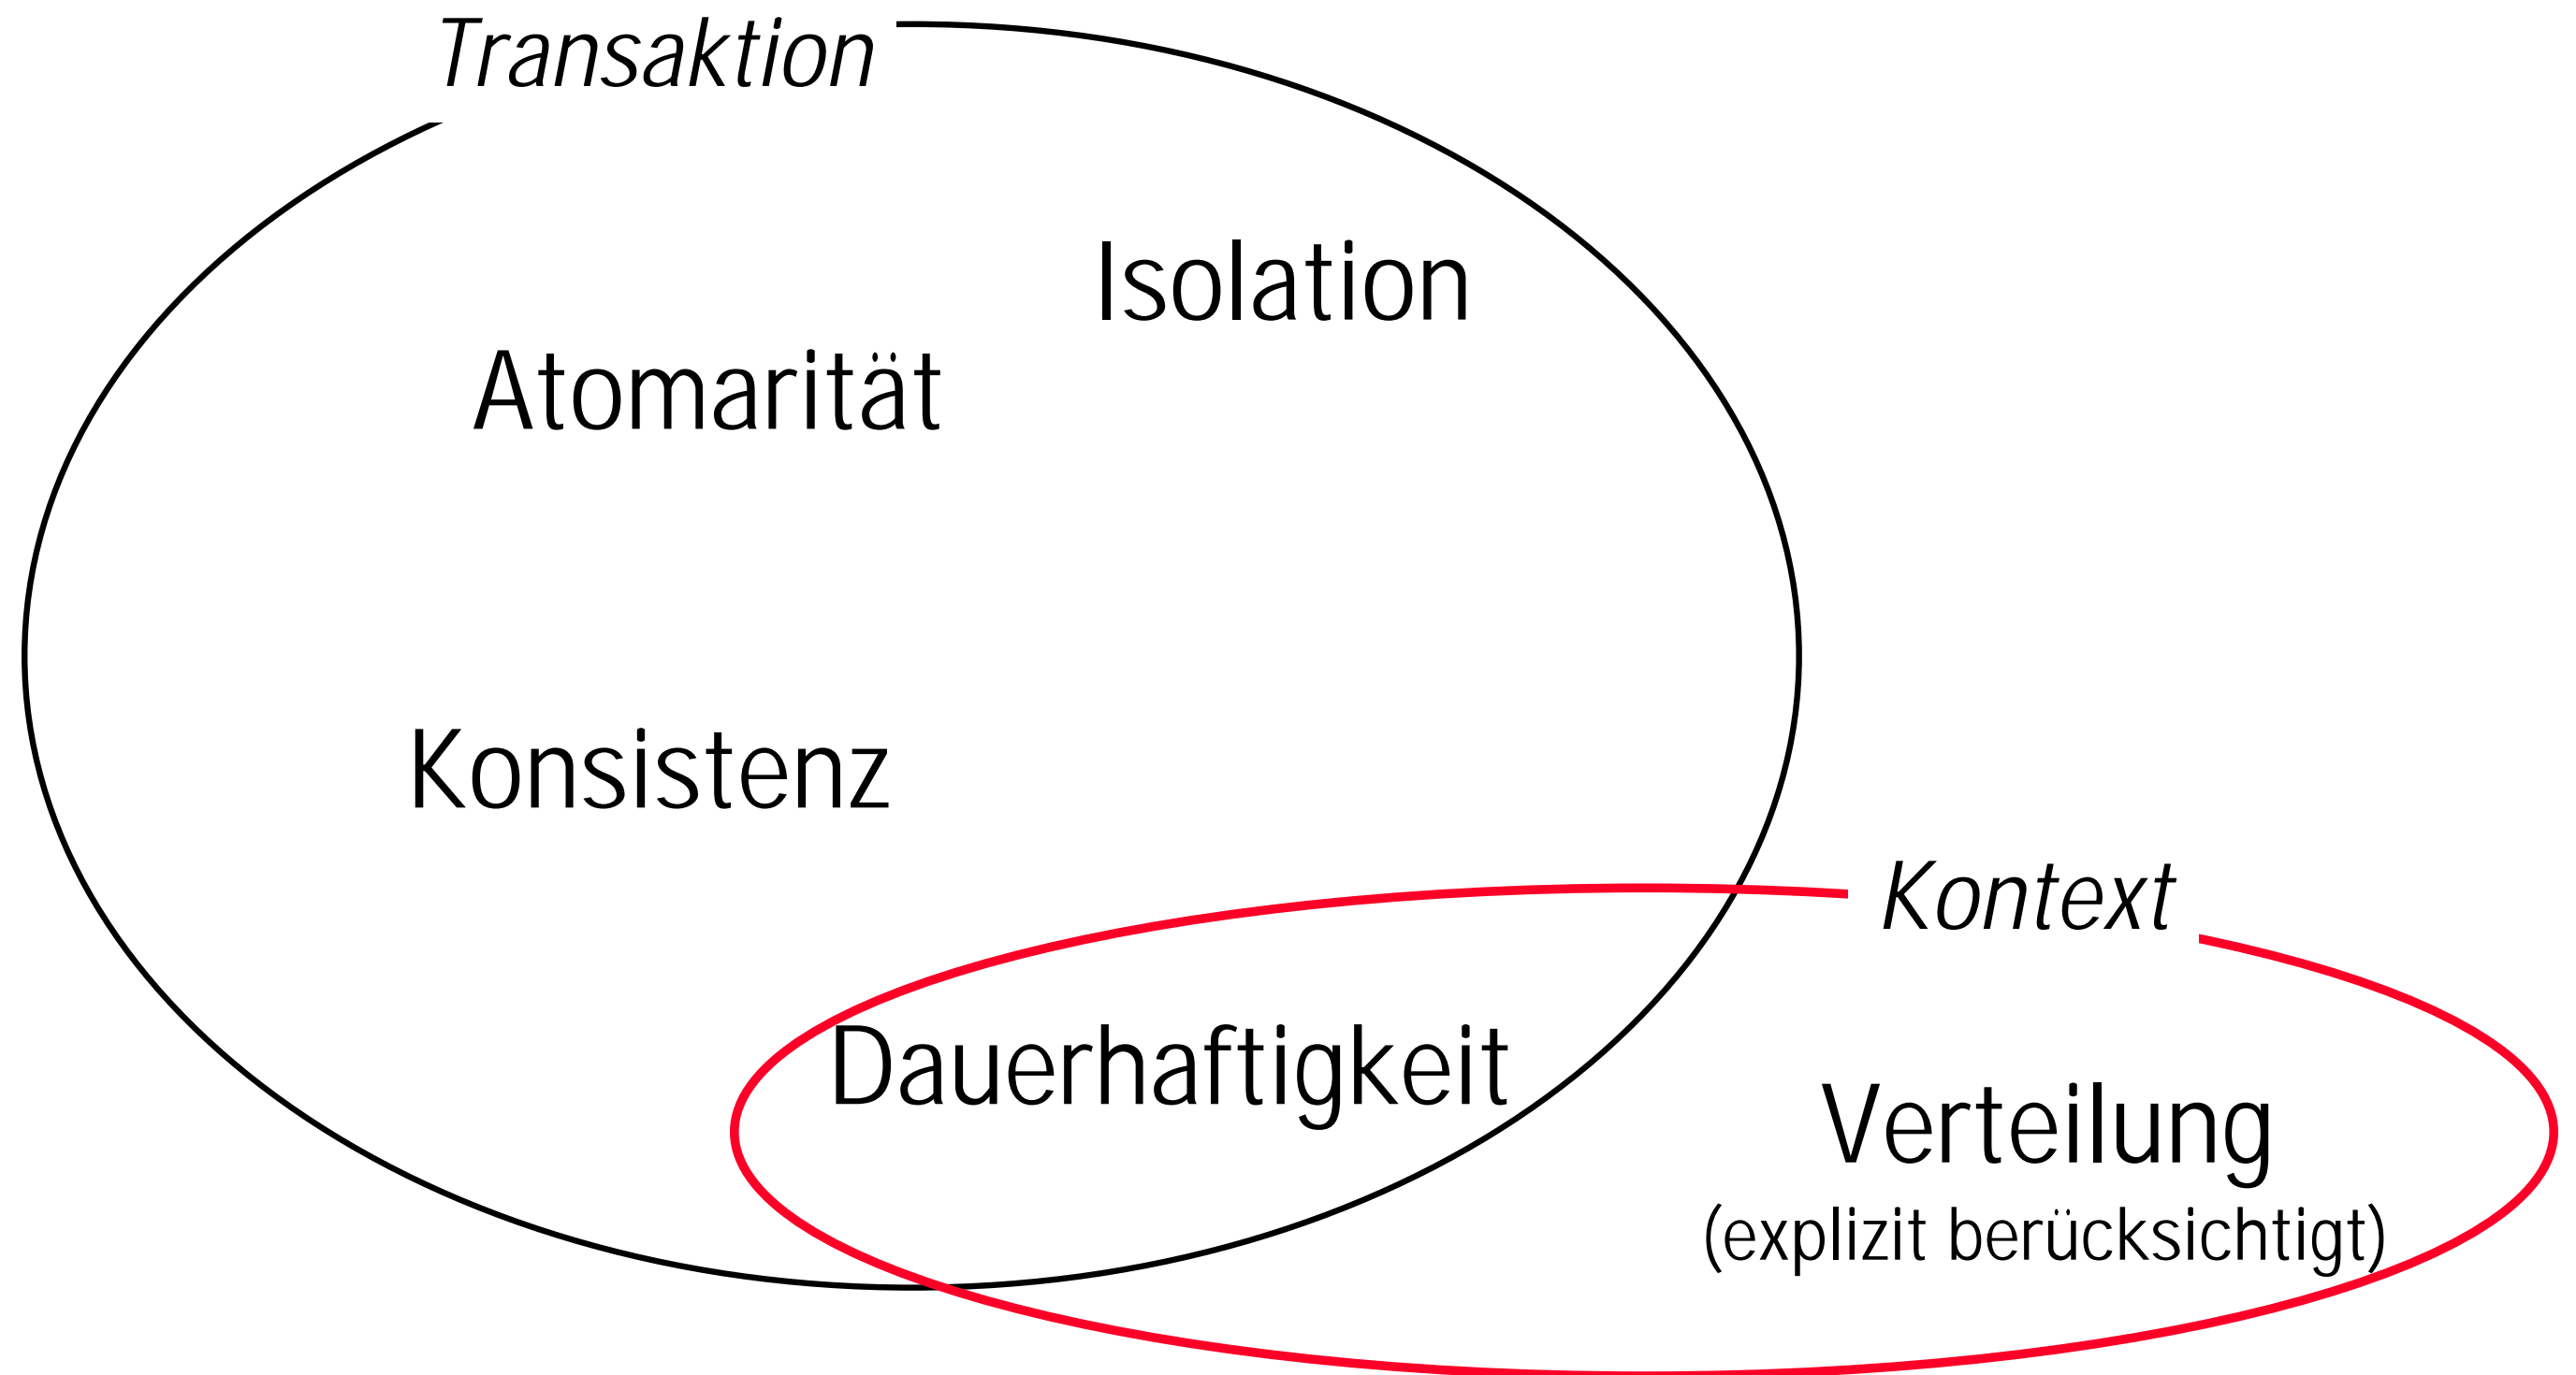 Transaktion
Isolation
Atomarität
Konsistenz
Kontext
Dauerhaftigkeit
Verteilung
(explizit berücksichtigt)